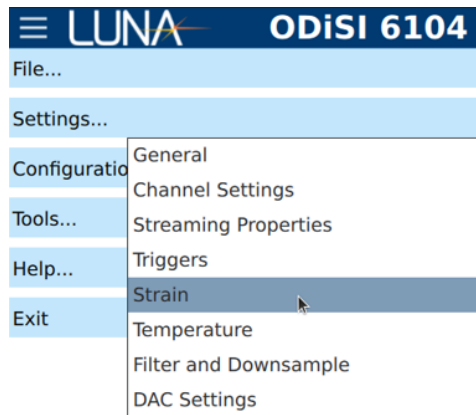 LUNA ODiSI 6104
File...
Settings...
General
Configuratio
Channel Settings
Tools...
Streaming Properties
Triggers
Help...
Strain
Exit
Temperature
Filter and Downsample
DAC Settings